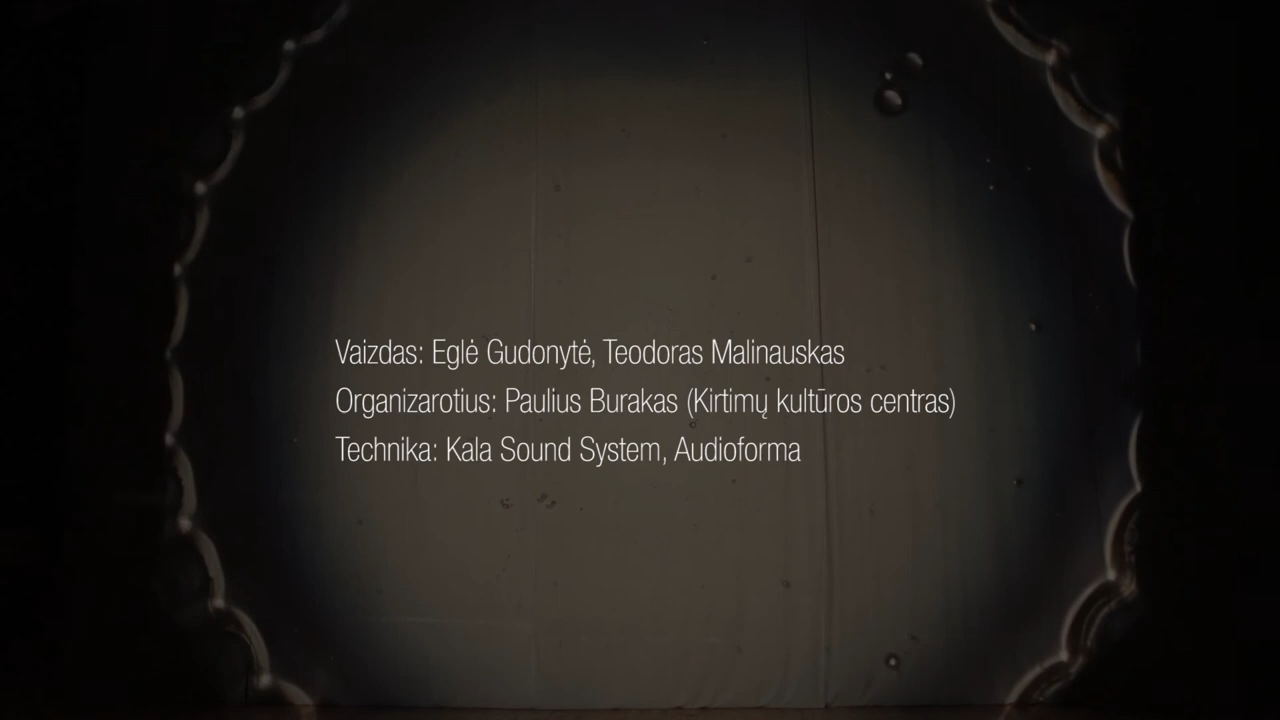 Vaizdas: Eglė Gudonytė, Teodoras Malinauskas
Organizarotius: Paulius Burakas (Kirtimų kultūros centras)
Technika: Kala Sound System, Audioforma